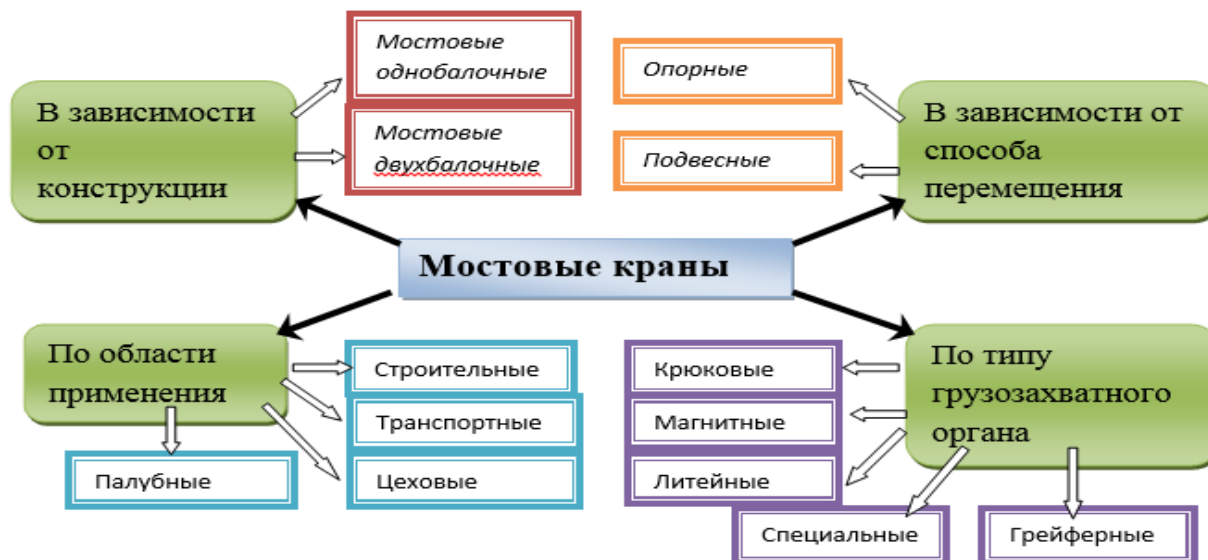 В зависимости
от
конструкции
Мостовые
однобалочные
Мостовые
двухбалочные
Опорные
Подвесные
В зависимости от
способа
перемещения
Мостовые краны
По области
применения
Строительные
Транспортные
Цеховые
Палубные
Крюковые
Магнитные
Литейные
Специальные
Грейферные
По типу
грузозахватного
органа